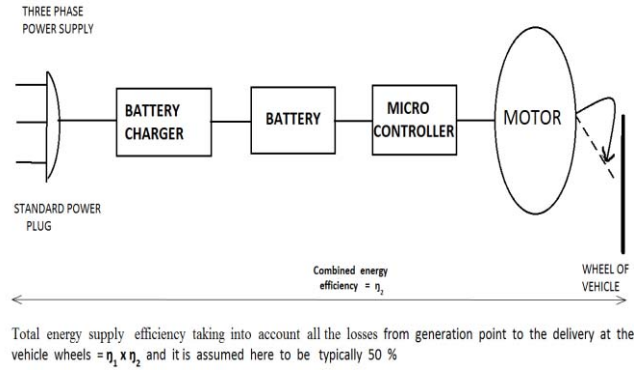 THREE PHASE
POWER SUPPLY
BATTERY
CHARGER
BATTERY
MICRO
CONTROLLER
MOTOR
STANDARD POWER
PLUG
WHEEL OF
VEHICLE
Combined energy
efficiency = η₂
Total energy supply efficiency taking into account all the losses from generation point to the delivery at the
vehicle wheels = η₁ x η₂ and it is assumed here to be typically 50 %